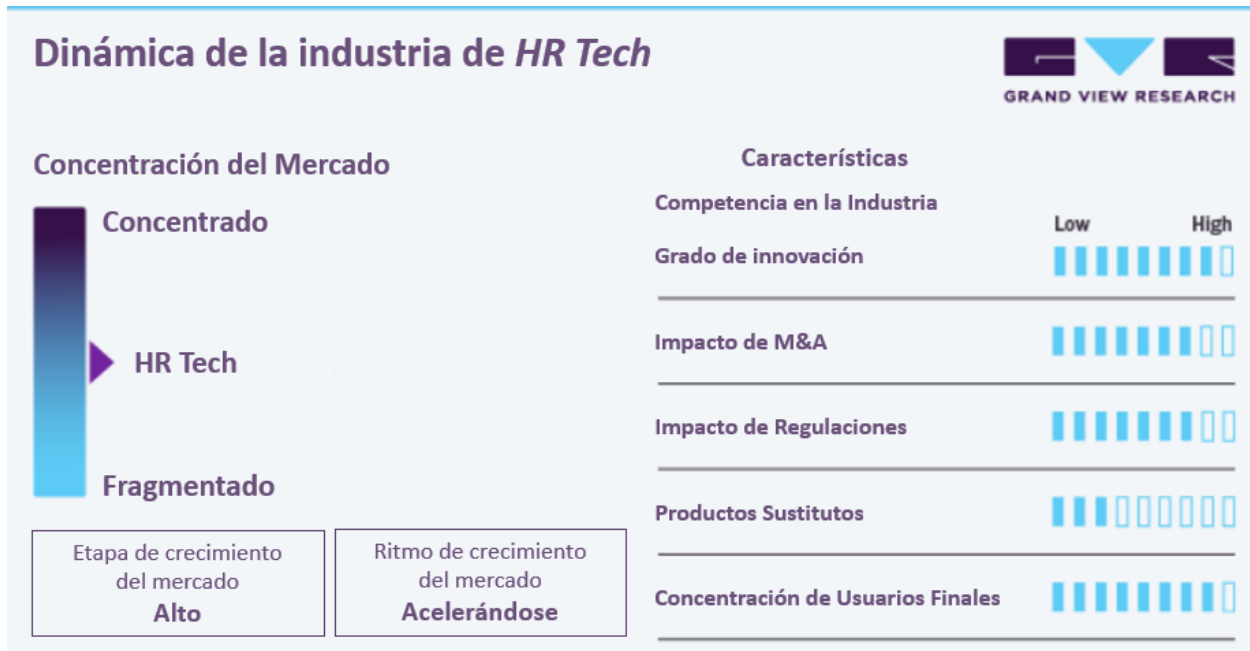 Dinámica de la industria de HR Tech
GRAND VIEW RESEARCH
Concentración del Mercado
Concentrado
HR Tech
Fragmentado
Etapa de crecimiento
del mercado
Alto
Ritmo de crecimiento
del mercado
Acelerándose
Características
Competencia en la Industria
Low High
Grado de innovación
Impacto de M&A
Impacto de Regulaciones
Productos Sustitutos
Concentración de Usuarios Finales